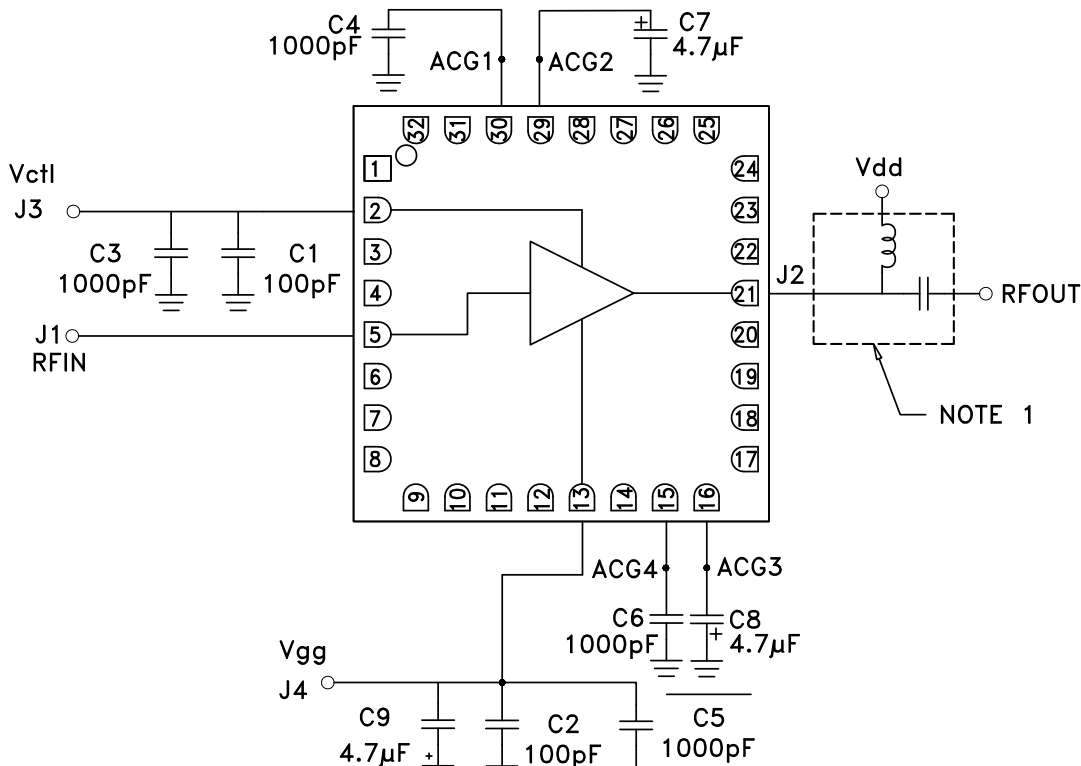 C4
1000pF
ACG1
ACG2
+
C7
4.7µF
32 31 30 29 28 27 26 25
Vctl
J3
C3
1000pF
C1
100pF
J1
RFIN
1
2
3
4
5
6
7
8
24
23
22
21
20
19
18
17
Vdd
J2
RFOUT
NOTE 1
9 10 11 12 13 14 15 16
ACG4
ACG3
C6
1000pF
C8
+
4.7µF
Vgg
J4
C9
4.7µF
+
C2
100pF
C5
1000pF